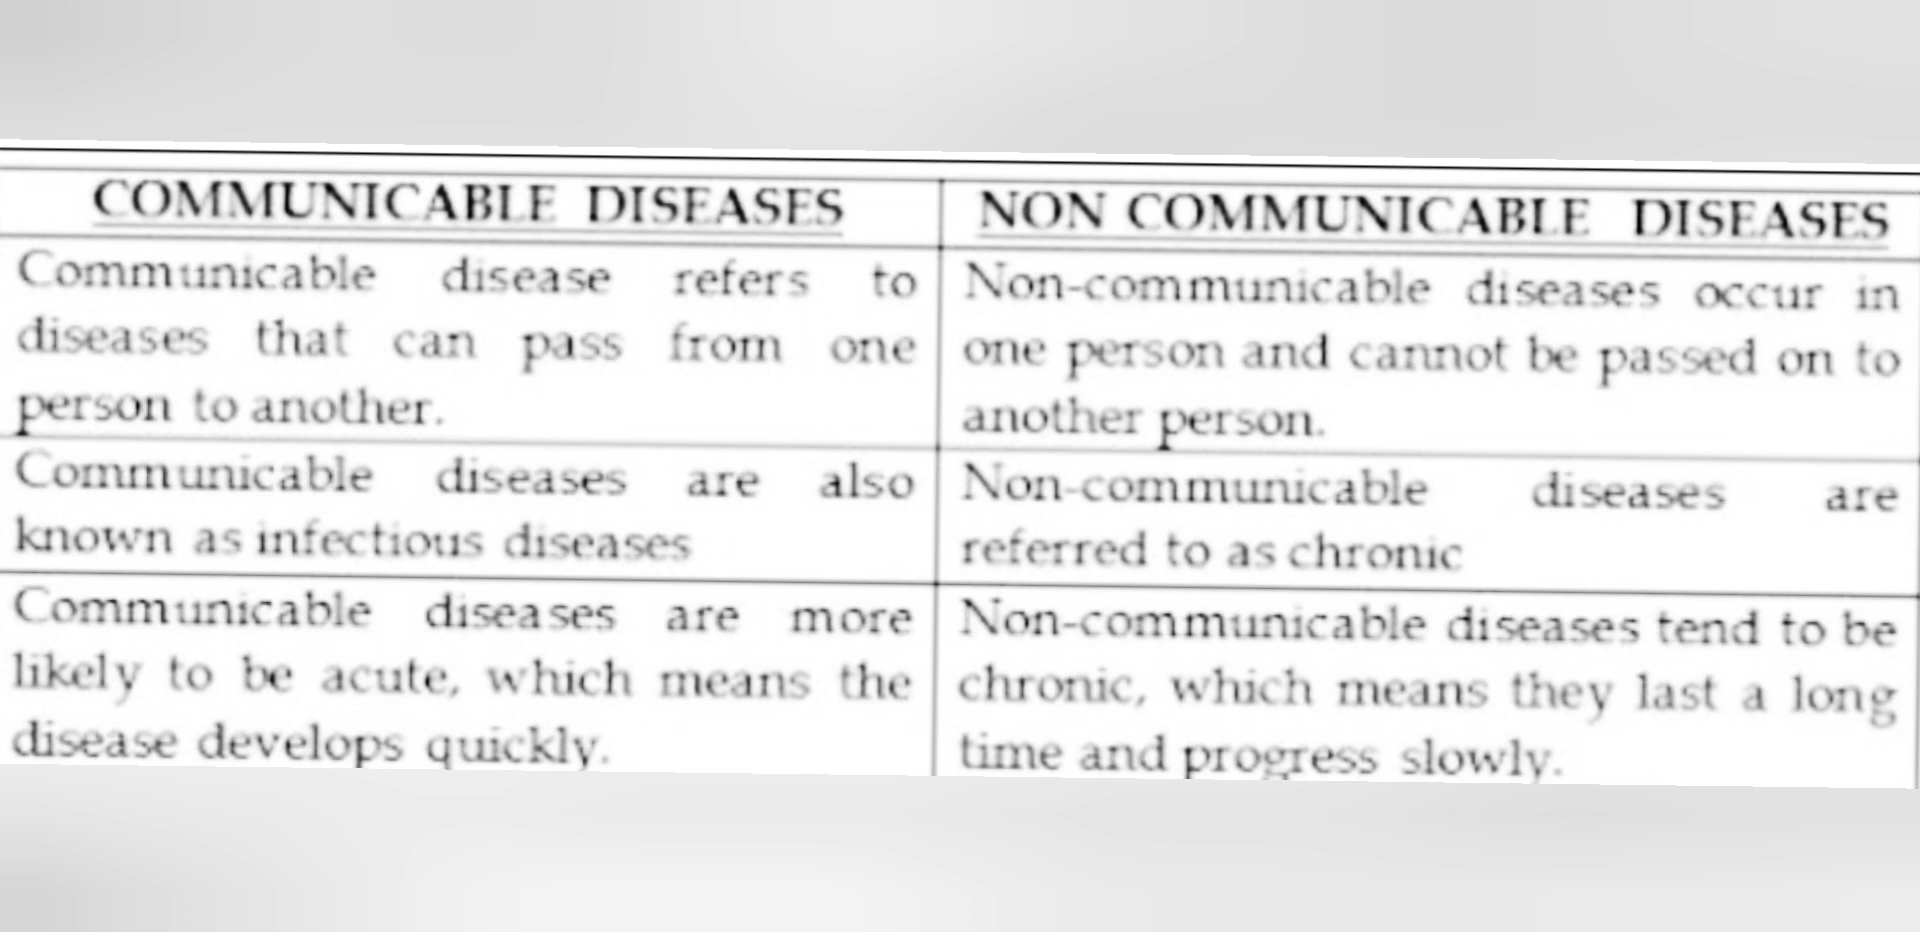 COMMUNICABLE DISEASES
NON COMMUNICABLE DISEASES
Communicable disease refers to
diseases that can pass from one
person to another.
Non-communicable diseases occur in
one person and cannot be passed on to
another person.
Communicable diseases are also
known as infectious diseases
Non-communicable diseases are
referred to as chronic
Communicable diseases are more
likely to be acute, which means the
disease develops quickly.
Non-communicable diseases tend to be
chronic, which means they last a long
time and progress slowly.